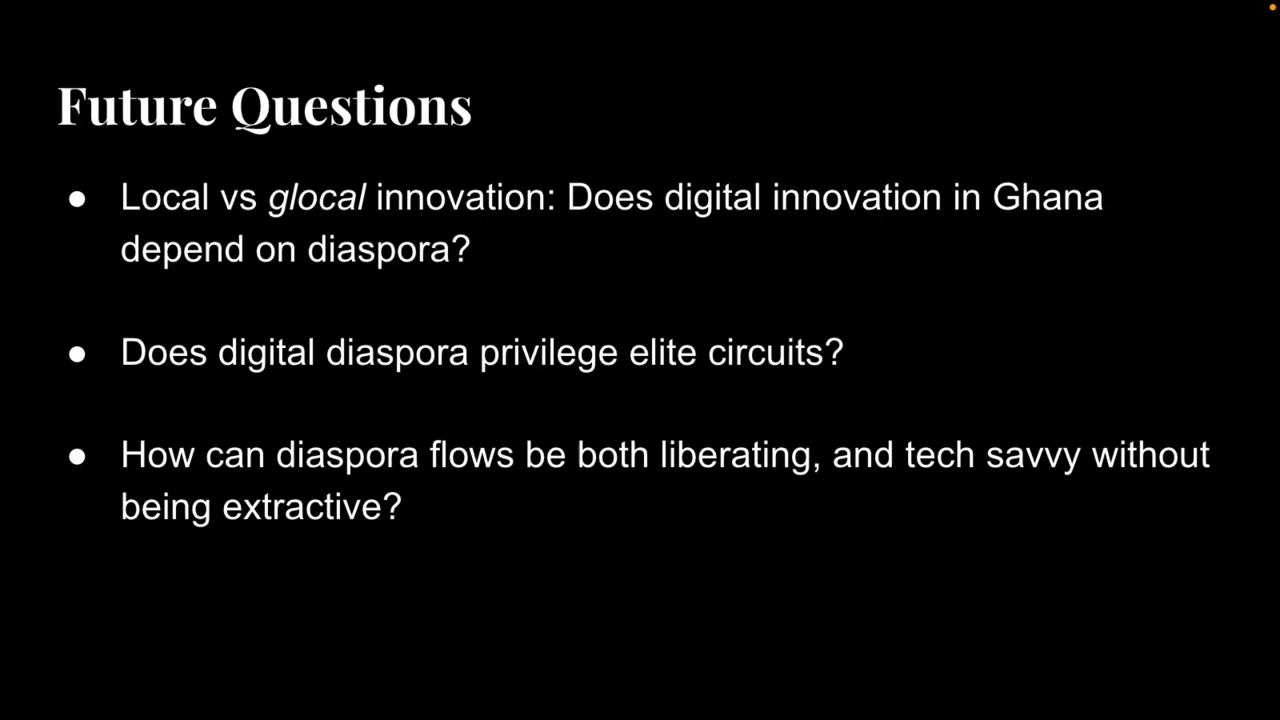 Future Questions
● Local vs glocal innovation: Does digital innovation in Ghana
depend on diaspora?
● Does digital diaspora privilege elite circuits?
● How can diaspora flows be both liberating, and tech savvy without
being extractive?